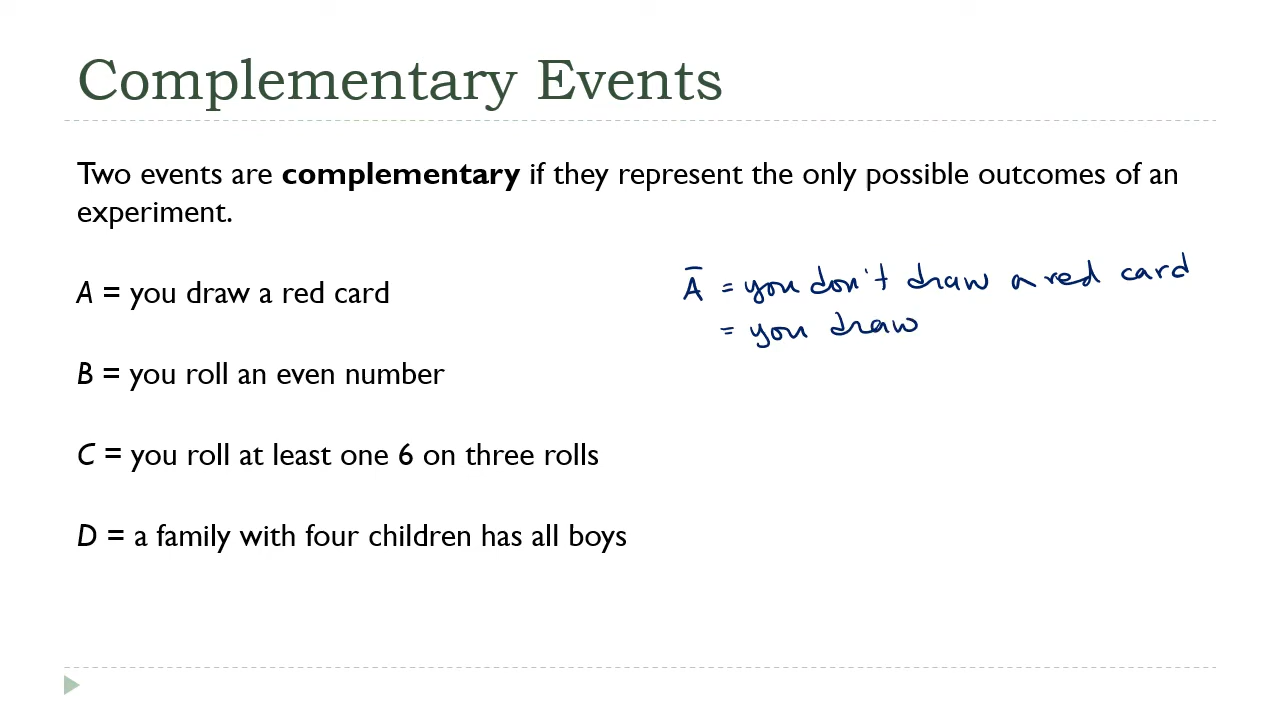 Complementary Events
Two events are complementary if they represent the only possible outcomes of an
experiment.
A = you draw a red card
Ā = you don't draw a red card
= you draw
B = you roll an even number
C = you roll at least one 6 on three rolls
D = a family with four children has all boys